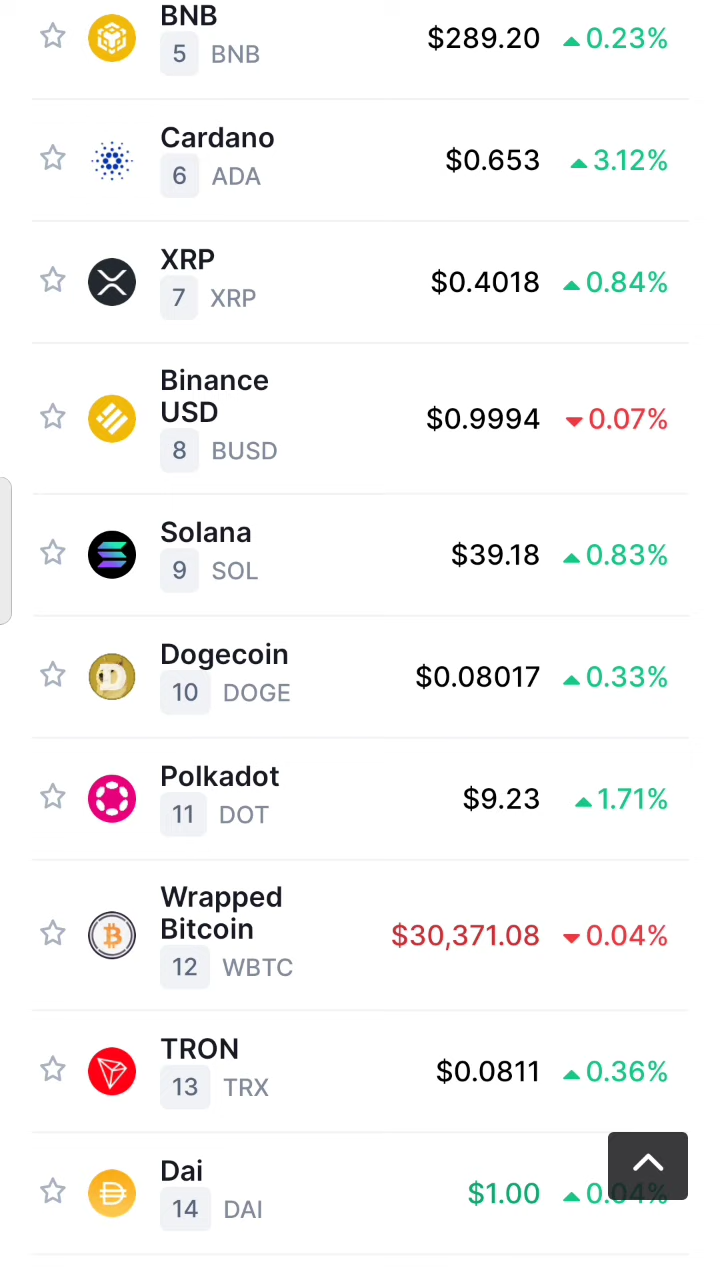 BNB
5 BNB $289.20 0.23%
Cardano
6 ADA $0.653 3.12%
XRP
7 XRP $0.4018 0.84%
Binance
USD
8 BUSD $0.9994 0.07%
Solana
9 SOL $39.18 0.83%
Dogecoin
10 DOGE $0.08017 0.33%
Polkadot
11 DOT $9.23 1.71%
Wrapped
Bitcoin
12 WBTC $30,371.08 0.04%
TRON
13 TRX $0.0811 0.36%
Dai
14 DAI $1.00 0.04%